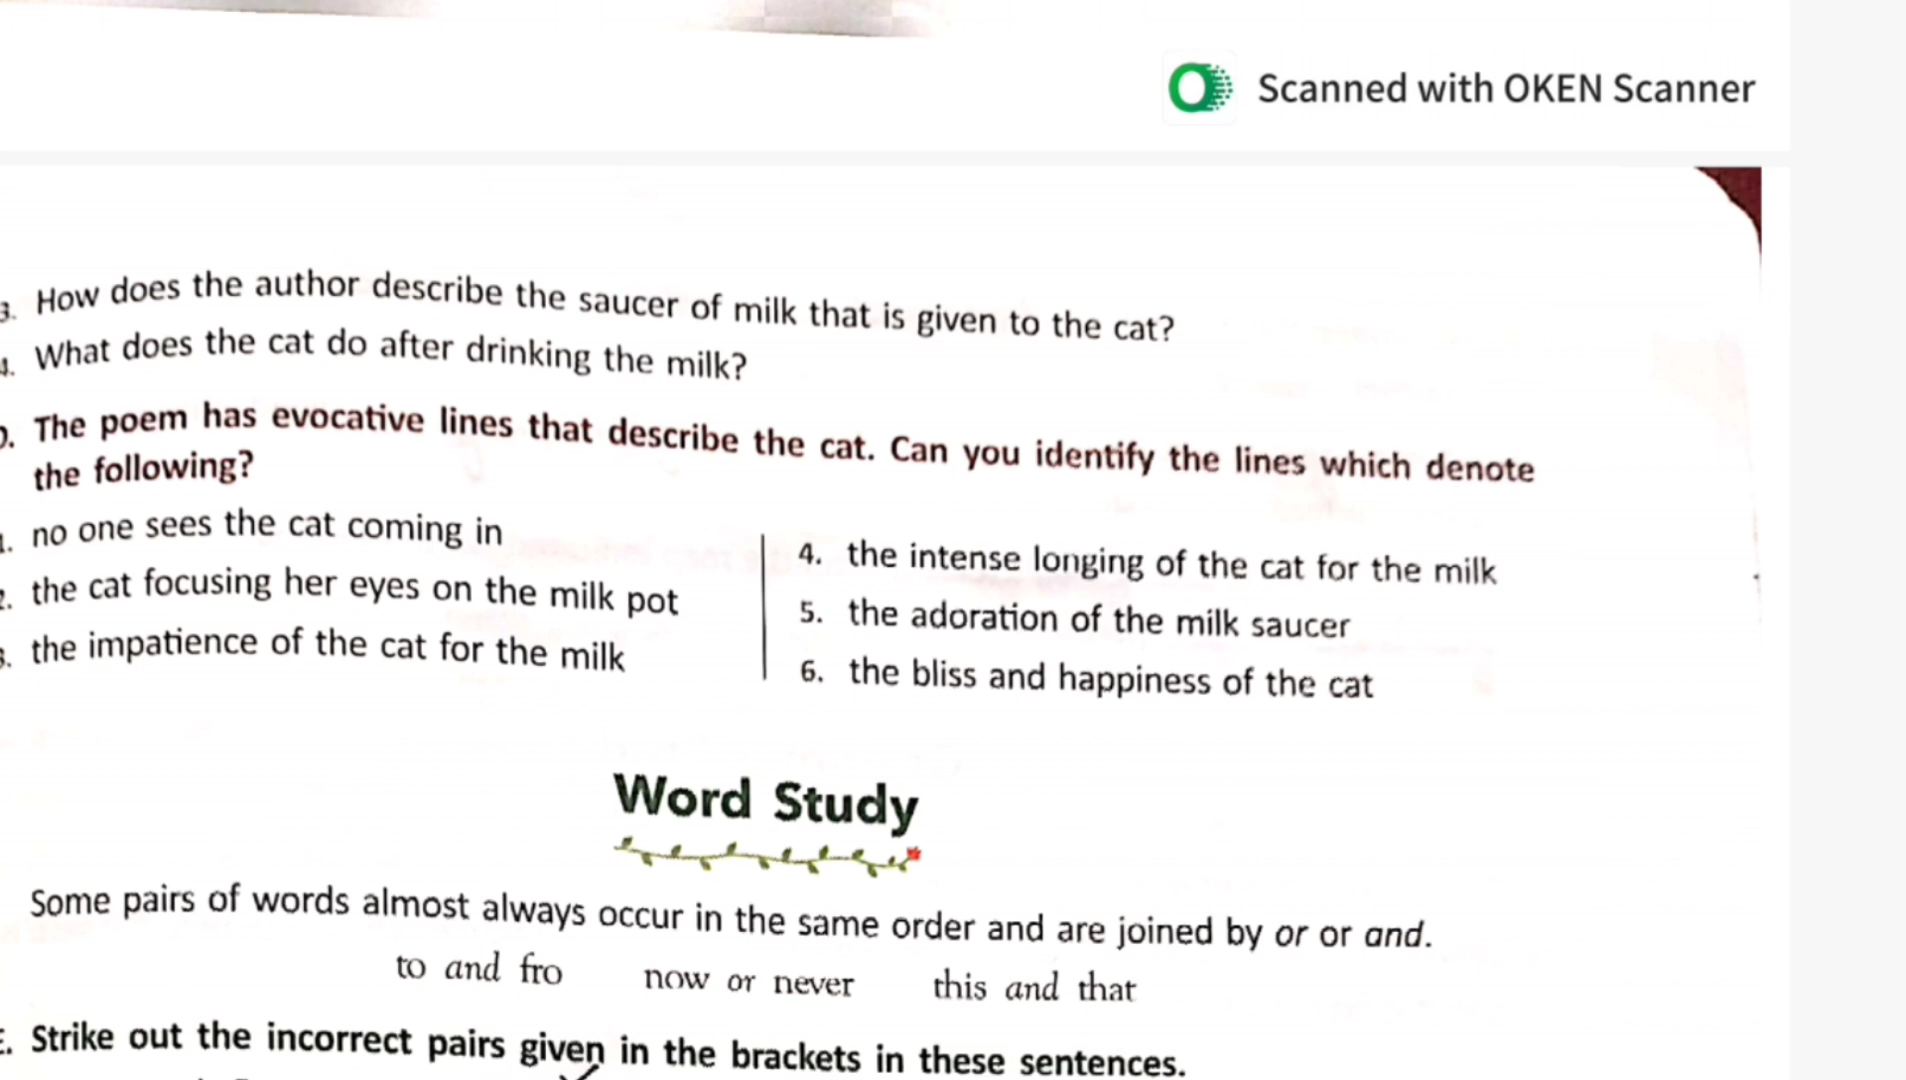 Scanned with OKEN Scanner
3. How does the author describe the saucer of milk that is given to the cat?
4. What does the cat do after drinking the milk?
D. The poem has evocative lines that describe the cat. Can you identify the lines which denote
the following?
1. no one sees the cat coming in
2. the cat focusing her eyes on the milk pot
3. the impatience of the cat for the milk
4. the intense longing of the cat for the milk
5. the adoration of the milk saucer
6. the bliss and happiness of the cat
Word Study
Some pairs of words almost always occur in the same order and are joined by or or and.
to and fro now or never this and that
E. Strike out the incorrect pairs given in the brackets in these sentences.